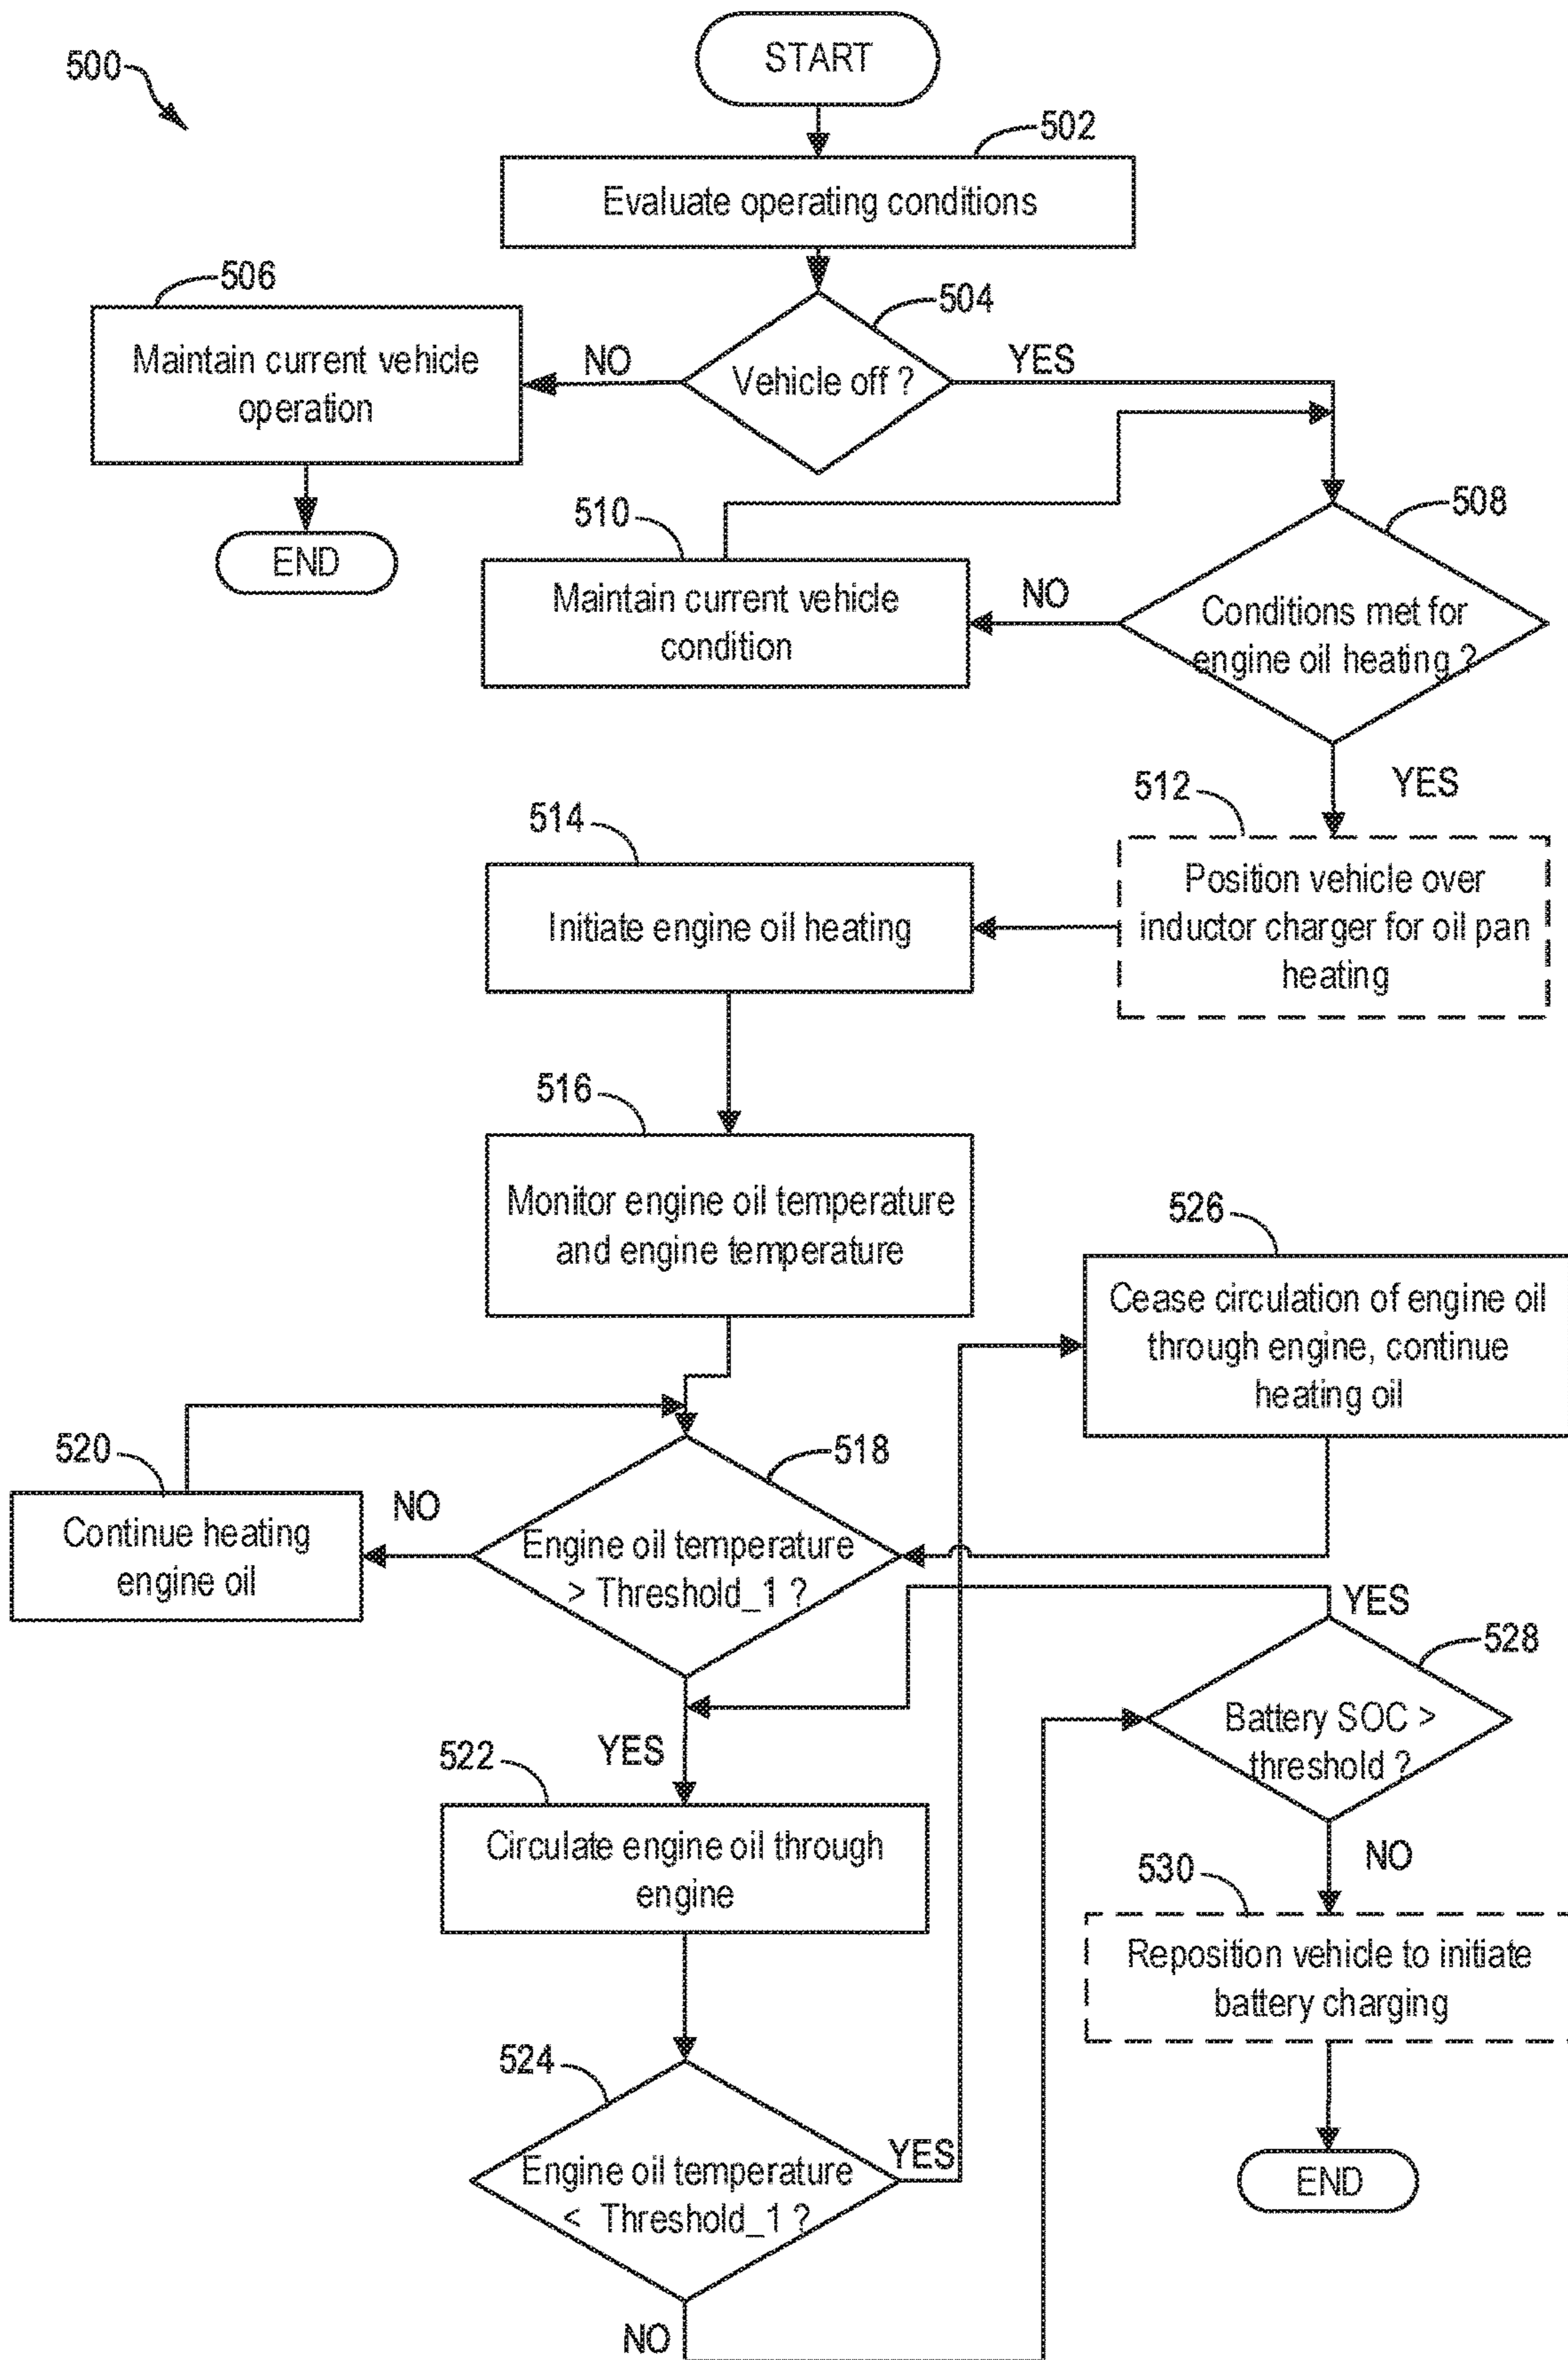 START
500
502
Evaluate operating conditions
506
504
Maintain current vehicle
operation
NO
Vehicle off ?
YES
END
510
508
Maintain current vehicle
condition
NO
Conditions met for
engine oil heating ?
YES
512
514
Position vehicle over
inductor charger for oil pan
heating
Initiate engine oil heating
516
Monitor engine oil temperature
and engine temperature
526
Cease circulation of engine oil
through engine, continue
heating oil
520
518
Continue heating
engine oil
NO
Engine oil temperature
> Threshold_1 ?
YES
528
Battery SOC >
threshold ?
YES
522
Circulate engine oil through
engine
NO
530
Reposition vehicle to initiate
battery charging
524
Engine oil temperature
< Threshold_1 ?
YES
END
NO